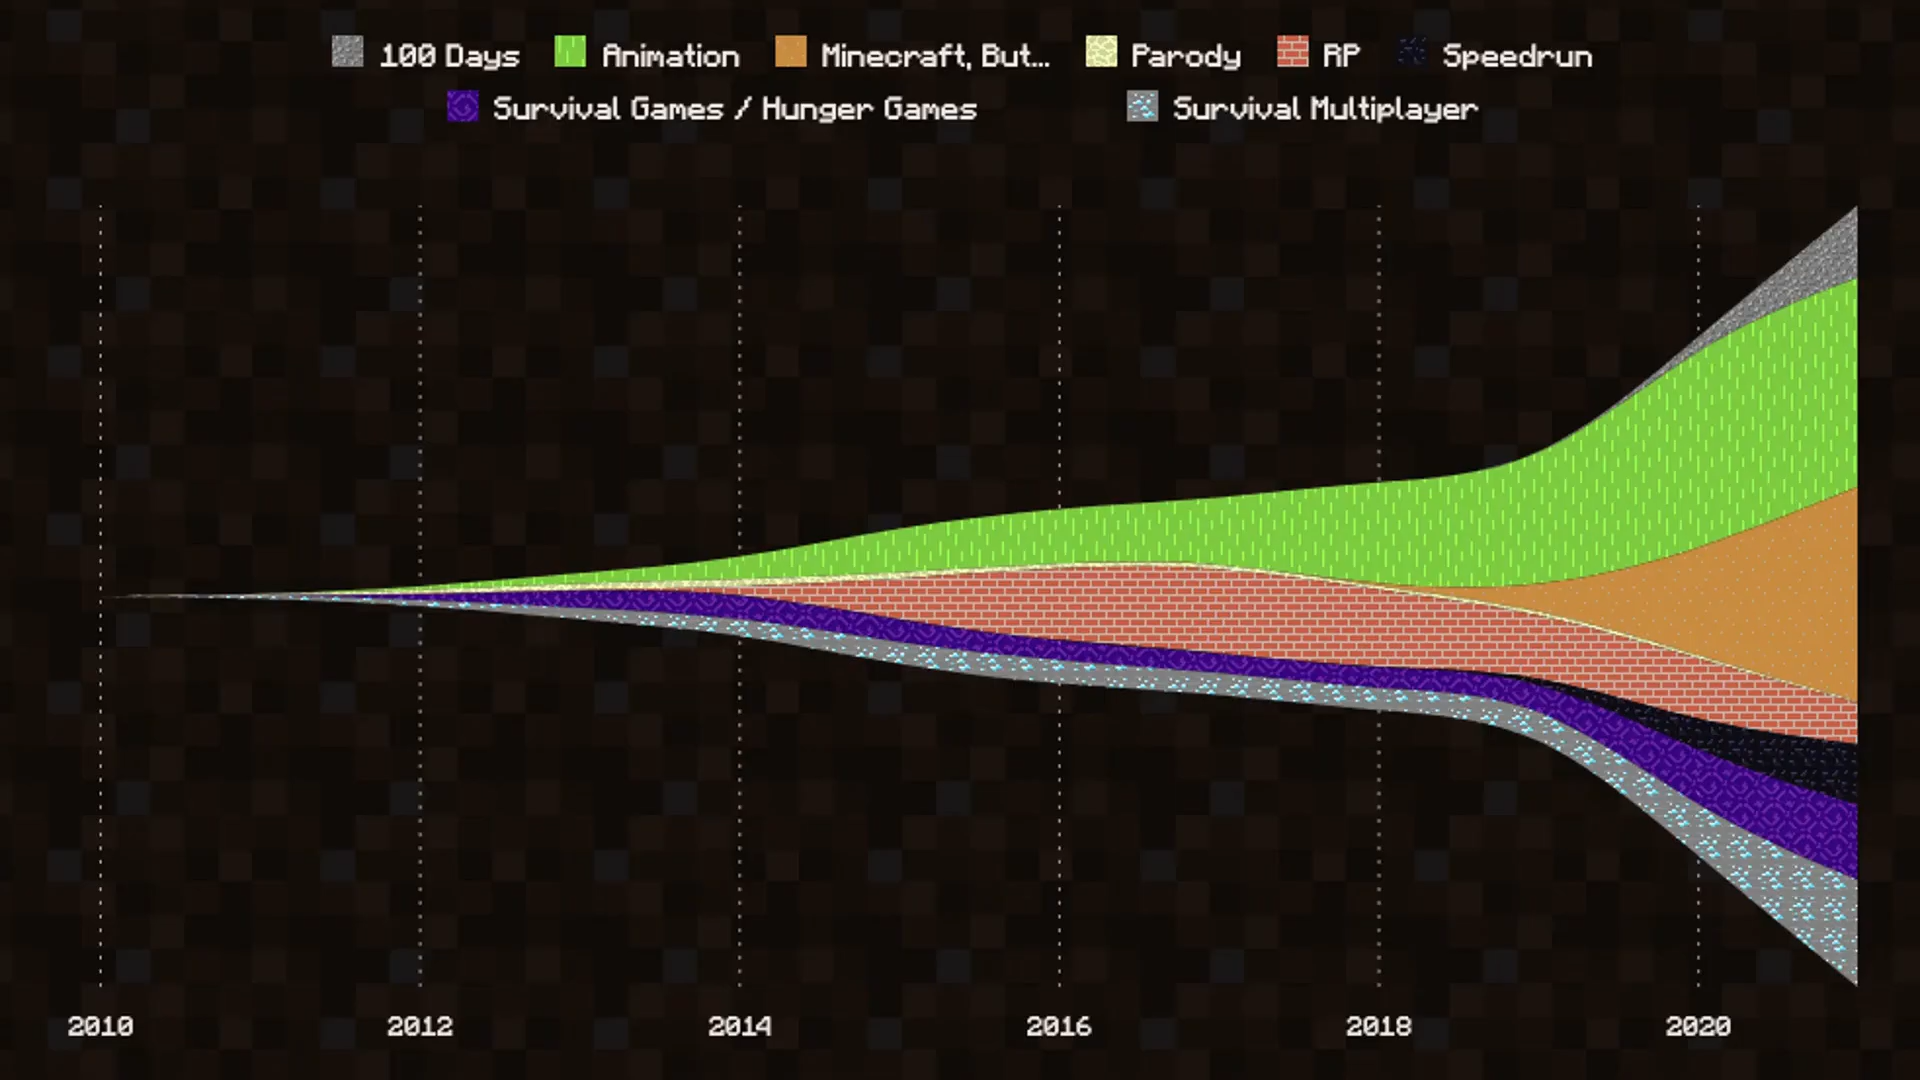 100 Days Animation Minecraft, But... Parody RP Speedrun
Survival Games / Hunger Games Survival Multiplayer
2010 2012 2014 2016 2018 2020